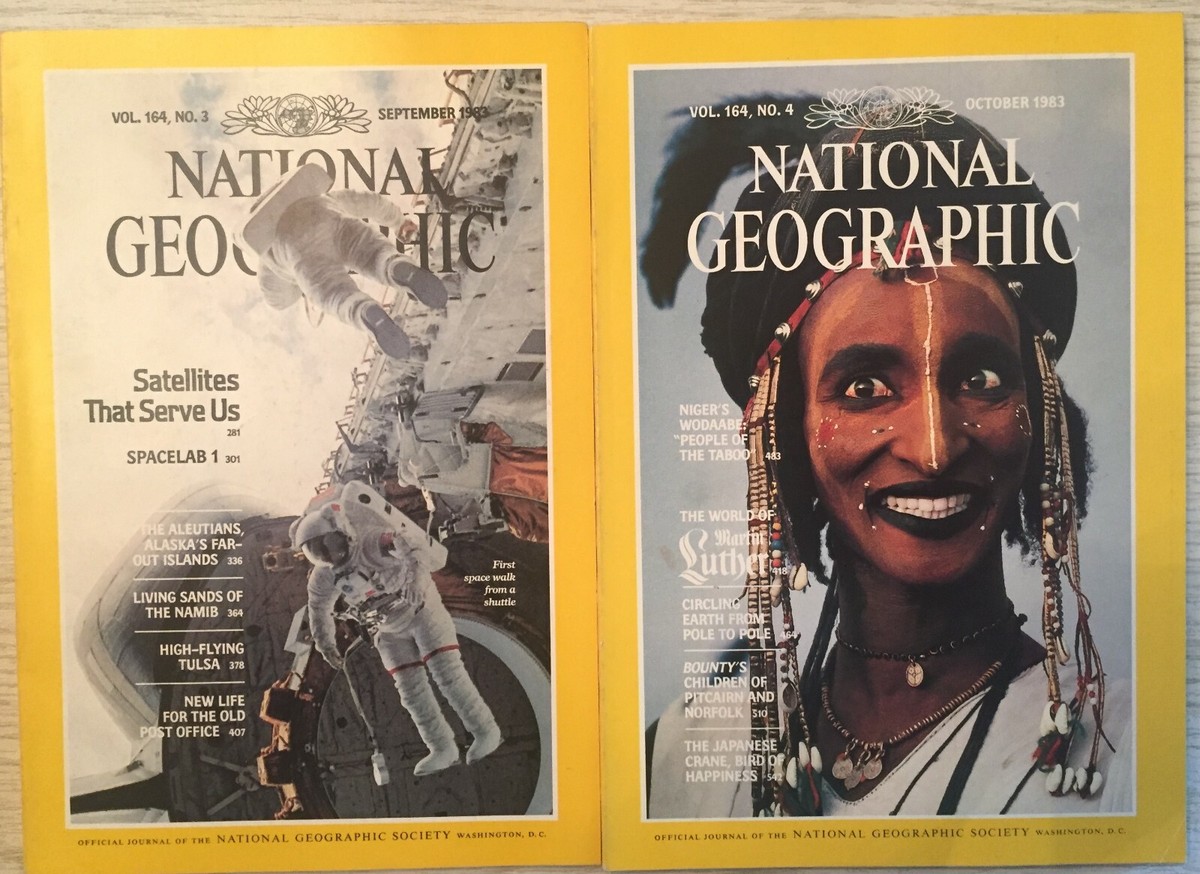 VOL. 164, NO. 3
SEPTEMBER 1983
NATIONAL
GEOGRAPHIC
Satellites
That Serve Us
281
SPACELAB 1 301
THE ALEUTIANS,
ALASKA'S FAR-
OUT ISLANDS 336
LIVING SANDS OF
THE NAMIB 364
HIGH-FLYING
TULSA 378
NEW LIFE
FOR THE OLD
POST OFFICE 407
First
space walk
from a
shuttle
OFFICIAL JOURNAL OF THE NATIONAL GEOGRAPHIC SOCIETY WASHINGTON, D.C.
VOL. 164, NO. 4
OCTOBER 1983
NATIONAL
GEOGRAPHIC
NIGER'S
WODAABE:
"PEOPLE OF
THE TABOO" 483
THE WORLD OF
Martin
Luther 418
CIRCLING
EARTH FROM
POLE TO POLE 464
BOUNTY'S
CHILDREN OF
PITCAIRN AND
NORFOLK 510
THE JAPANESE
CRANE, BIRD OF
HAPPINESS 542
OFFICIAL JOURNAL OF THE NATIONAL GEOGRAPHIC SOCIETY WASHINGTON, D.C.